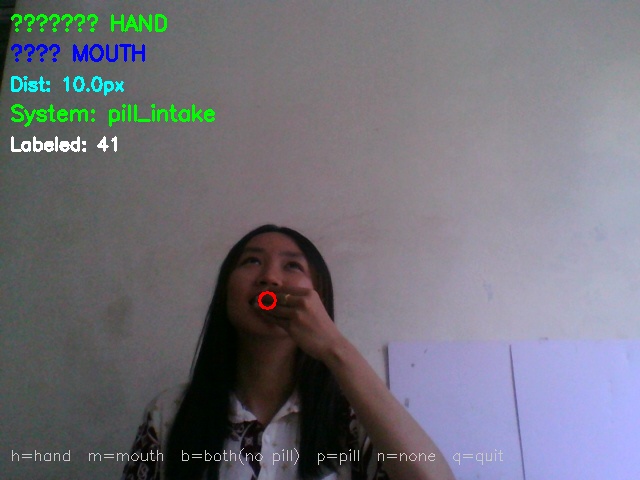 ??????? HAND
???? MOUTH
Dist: 10.0px
System: pill_intake
Labeled: 41
h=hand m=mouth b=both(no pill) p=pill n=none q=quit